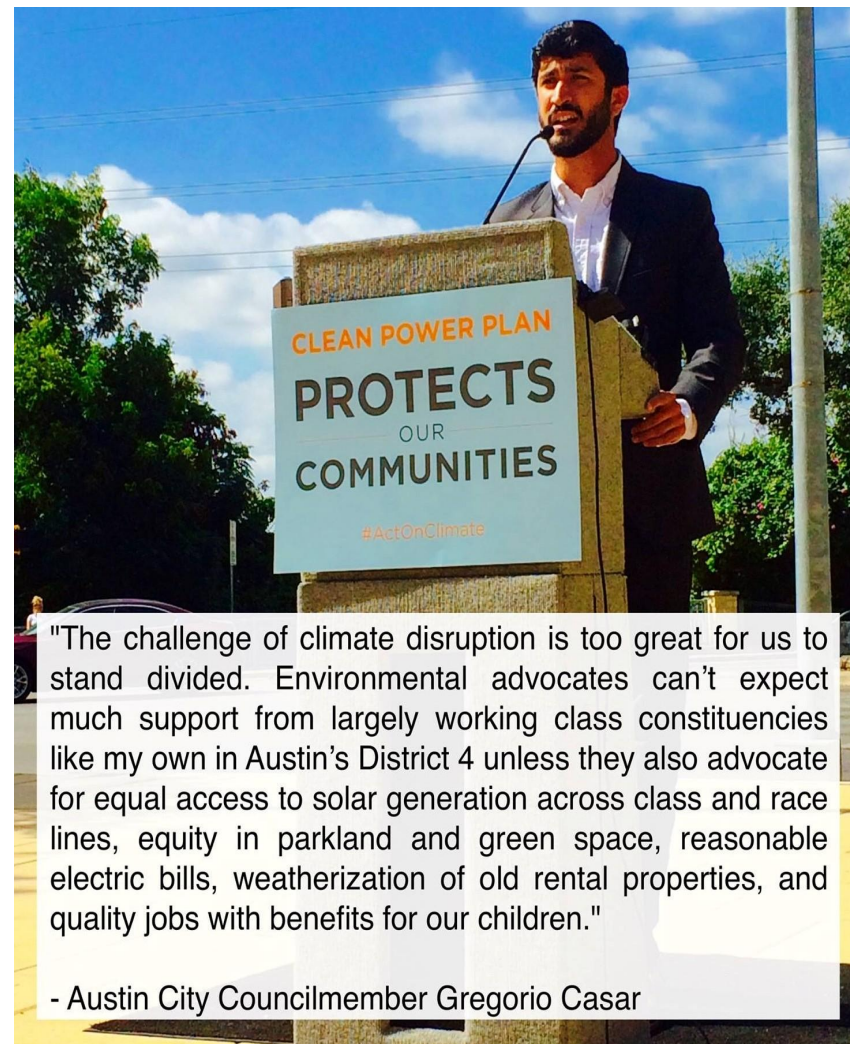 CLEAN POWER PLAN
PROTECTS
OUR
COMMUNITIES
#ActOnClimate
"The challenge of climate disruption is too great for us to
stand divided. Environmental advocates can’t expect
much support from largely working class constituencies
like my own in Austin’s District 4 unless they also advocate
for equal access to solar generation across class and race
lines, equity in parkland and green space, reasonable
electric bills, weatherization of old rental properties, and
quality jobs with benefits for our children."
- Austin City Councilmember Gregorio Casar